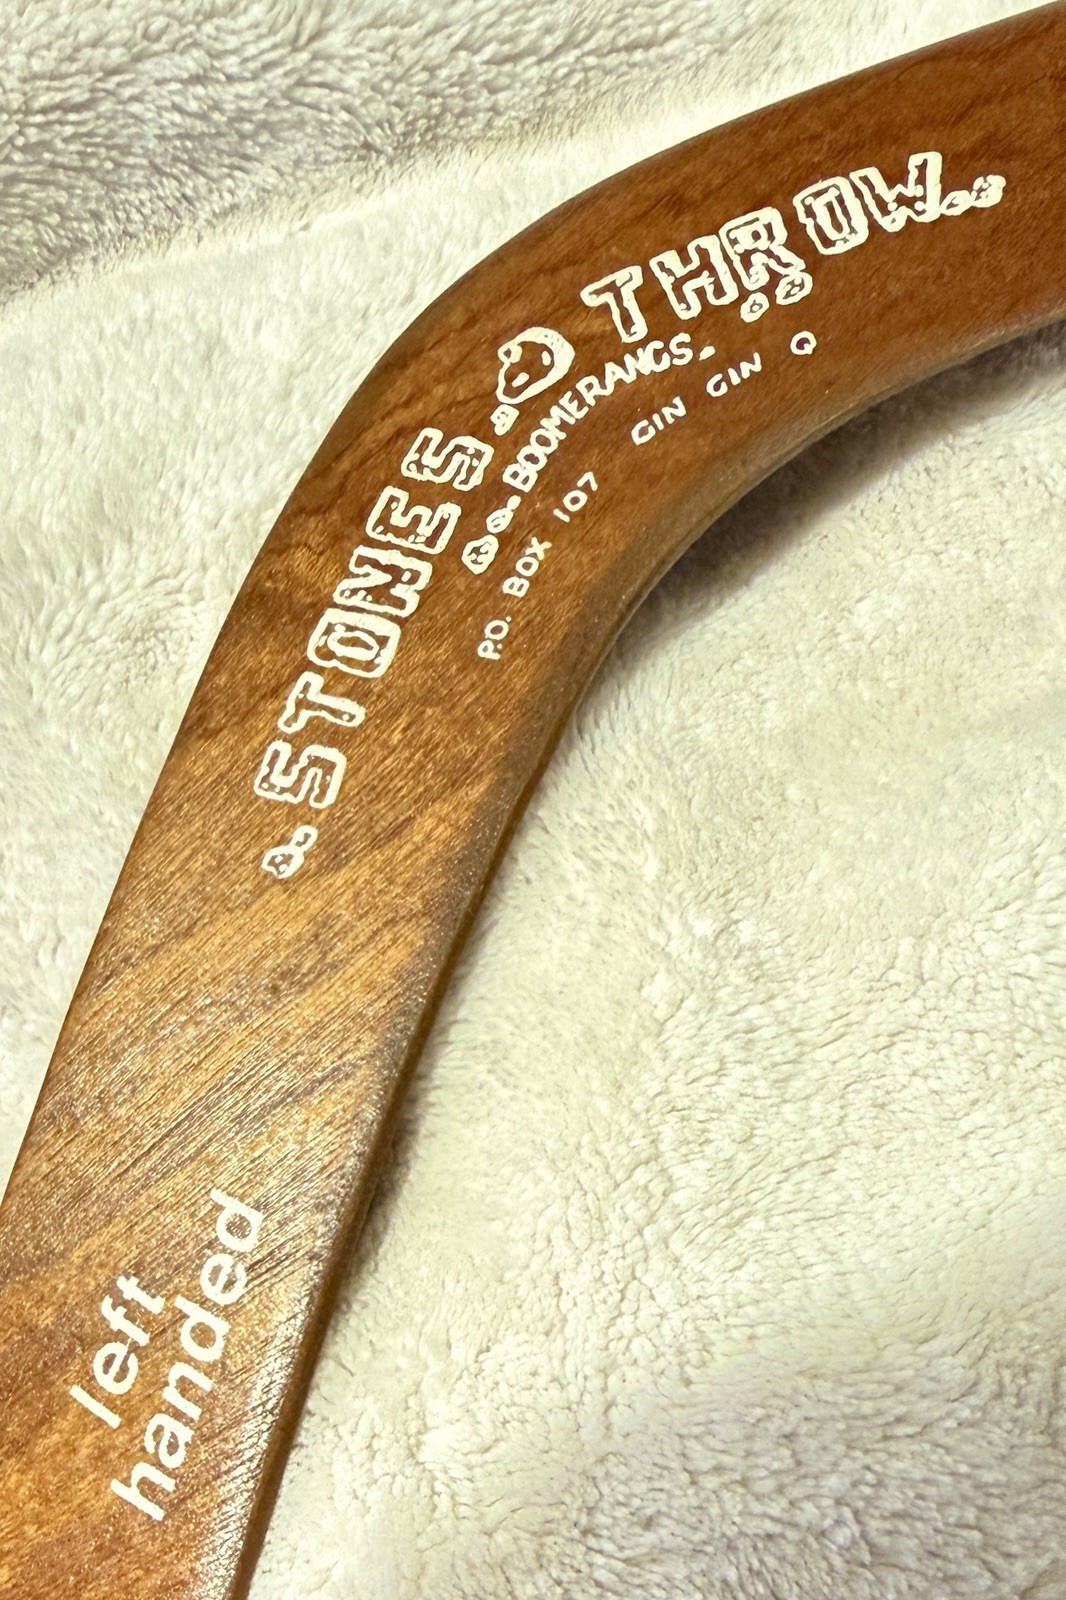 STONES THROW
BOOMERANGS.
P.O. BOX 107 GIN GIN Q
left
handed